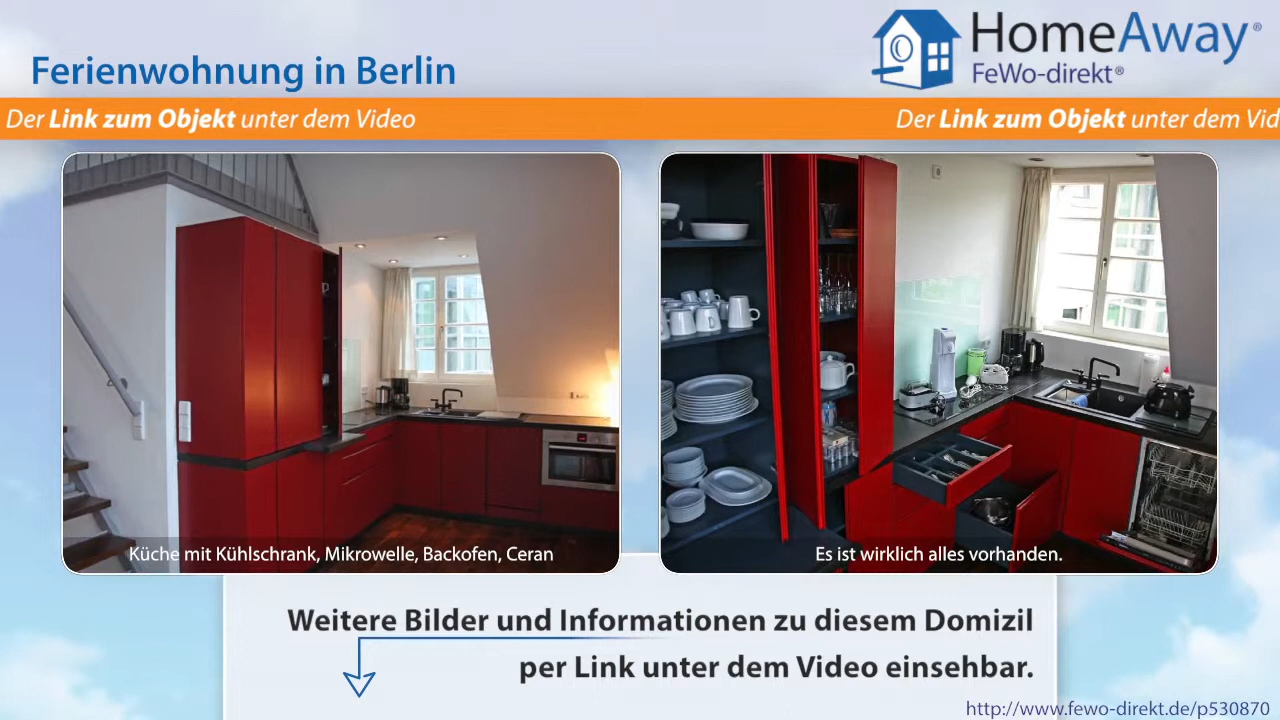 HomeAway®
FeWo-direkt®
Ferienwohnung in Berlin
Der Link zum Objekt unter dem Video
Der Link zum Objekt unter dem Vid
Küche mit Kühlschrank, Mikrowelle, Backofen, Ceran
Es ist wirklich alles vorhanden.
Weitere Bilder und Informationen zu diesem Domizil
per Link unter dem Video einsehbar.
http://www.fewo-direkt.de/p530870